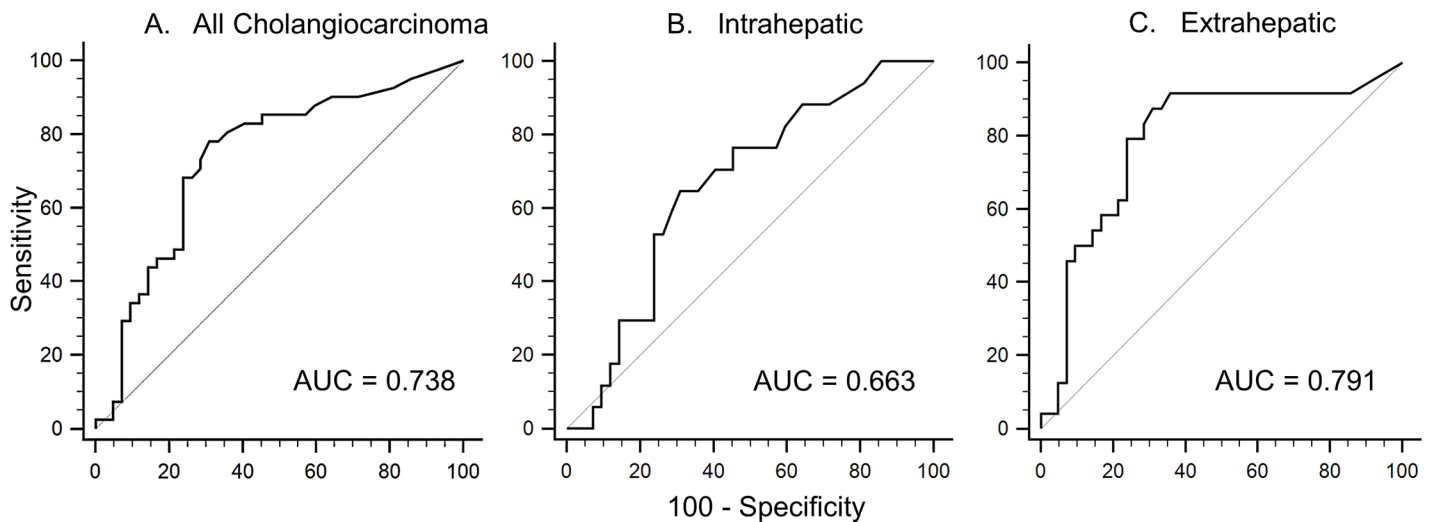 A. All Cholangiocarcinoma
B. Intrahepatic
C. Extrahepatic
Sensitivity
100
80
60
40
20
0
AUC = 0.738
0 20 40 60 80 100
100
80
60
40
20
0
AUC = 0.663
0 20 40 60 80 100
100
80
60
40
20
0
AUC = 0.791
0 20 40 60 80 100
100 - Specificity